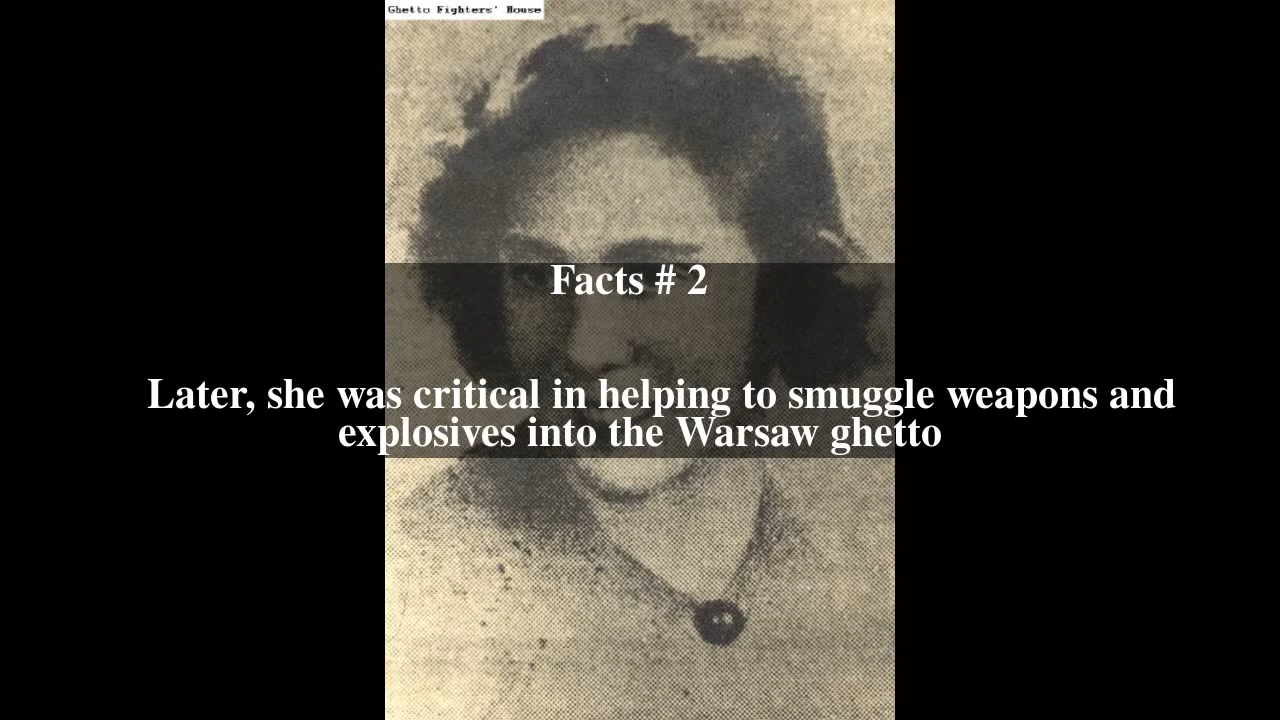 Ghetto Fighters' House
Facts # 2
Later, she was critical in helping to smuggle weapons and
explosives into the Warsaw ghetto